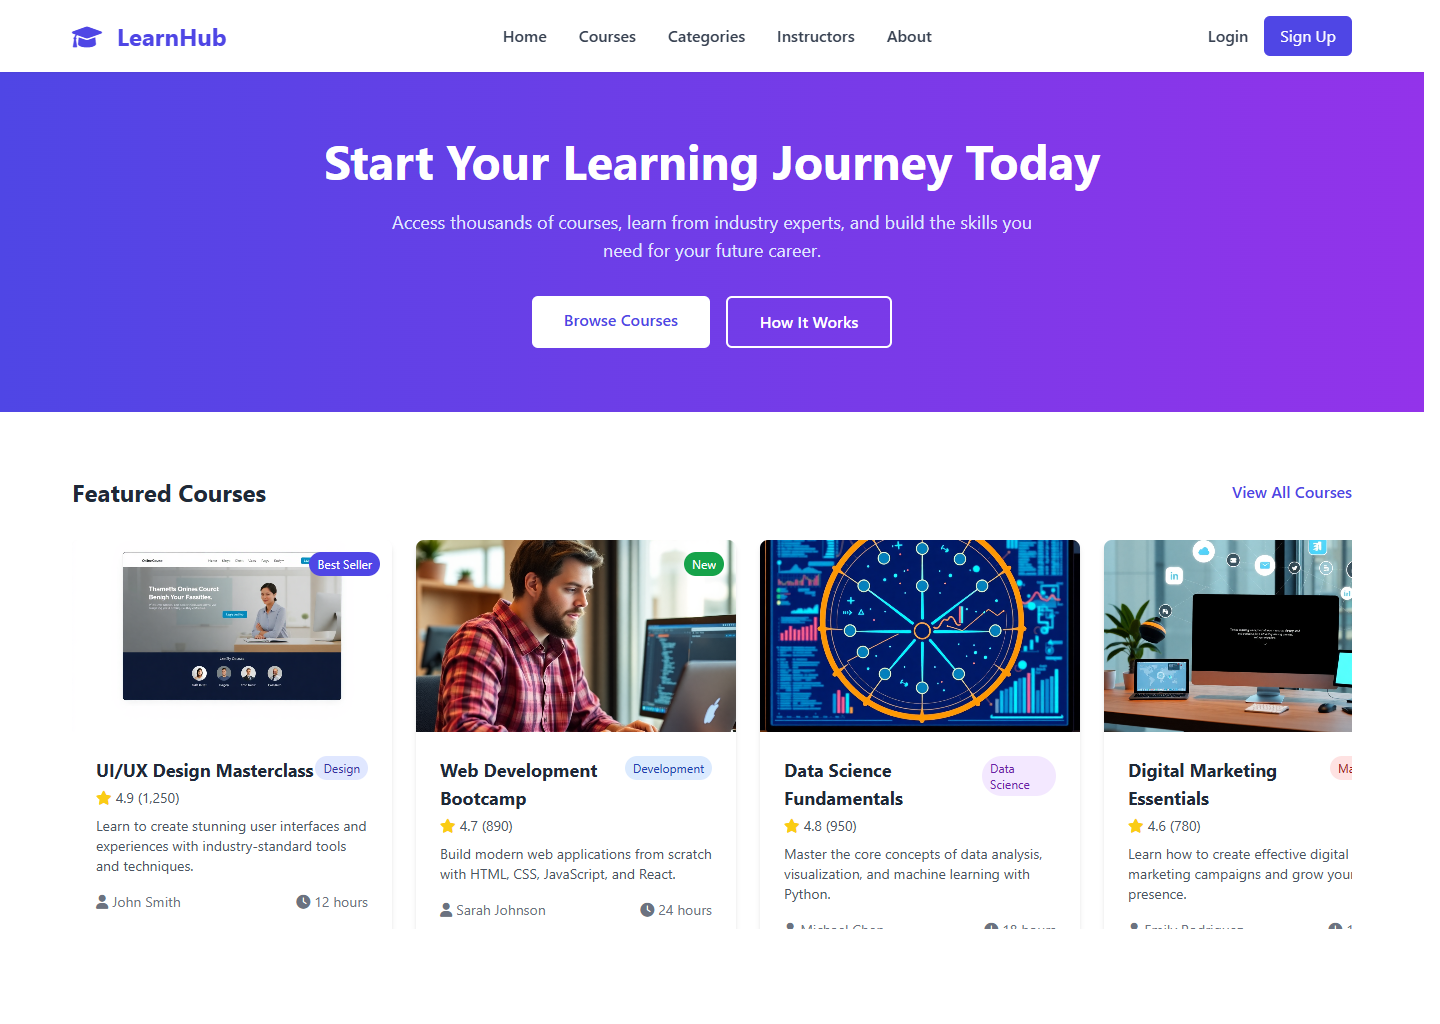 LearnHub
Home
Courses
Categories
Instructors
About
Login
Sign Up
Start Your Learning Journey Today
Access thousands of courses, learn from industry experts, and build the skills you
need for your future career.
Browse Courses
How It Works
Featured Courses
View All Courses
Best Seller
New
in
UI/UX Design Masterclass
Design
4.9 (1,250)
Learn to create stunning user interfaces and
experiences with industry-standard tools
and techniques.
John Smith
12 hours
Web Development
Bootcamp
Development
4.7 (890)
Build modern web applications from scratch
with HTML, CSS, JavaScript, and React.
Sarah Johnson
24 hours
Data Science
Fundamentals
Data
Science
4.8 (950)
Master the core concepts of data analysis,
visualization, and machine learning with
Python.
Digital Marketing
Essentials
Ma
4.6 (780)
Learn how to create effective digital
marketing campaigns and grow your
presence.